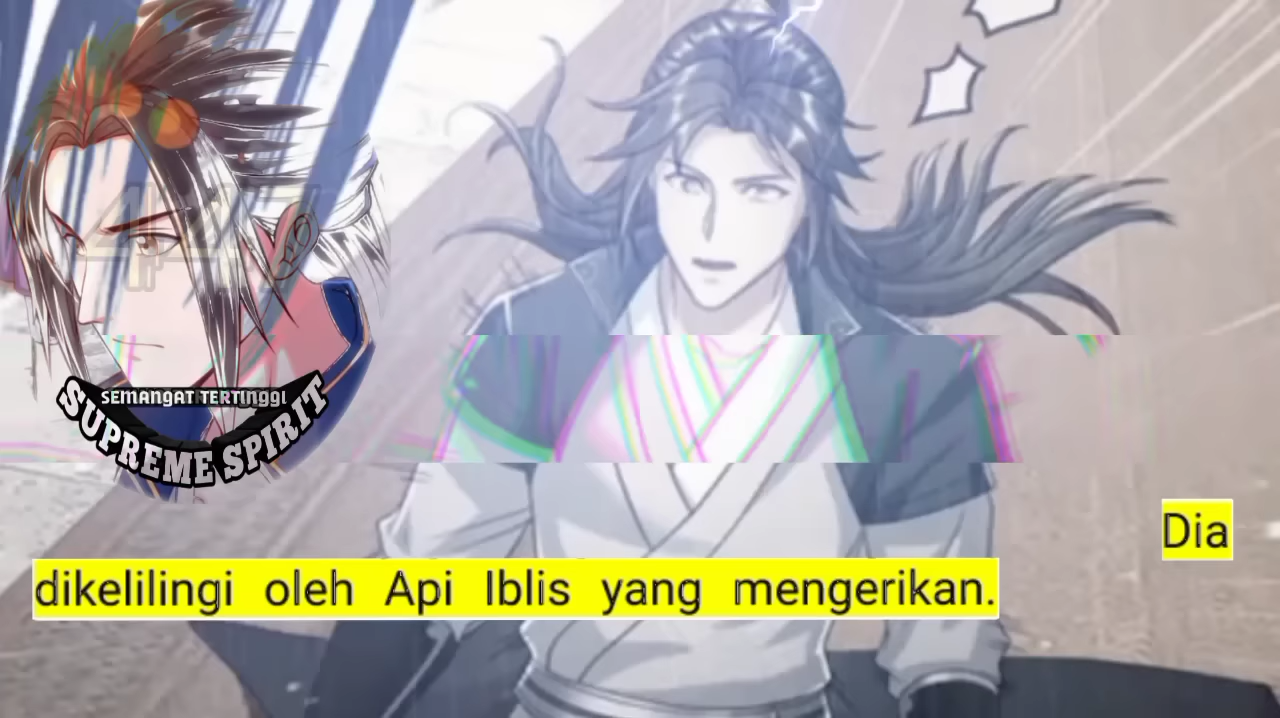 SEMANGAT TERTINGGI
SUPREME SPIRIT
Dia
dikelilingi oleh Api Iblis yang mengerikan.